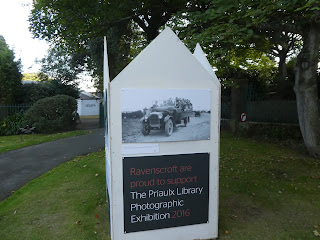 Ravenscroft are
proud to support
The Priaulx Library
Photographic
Exhibition 2016